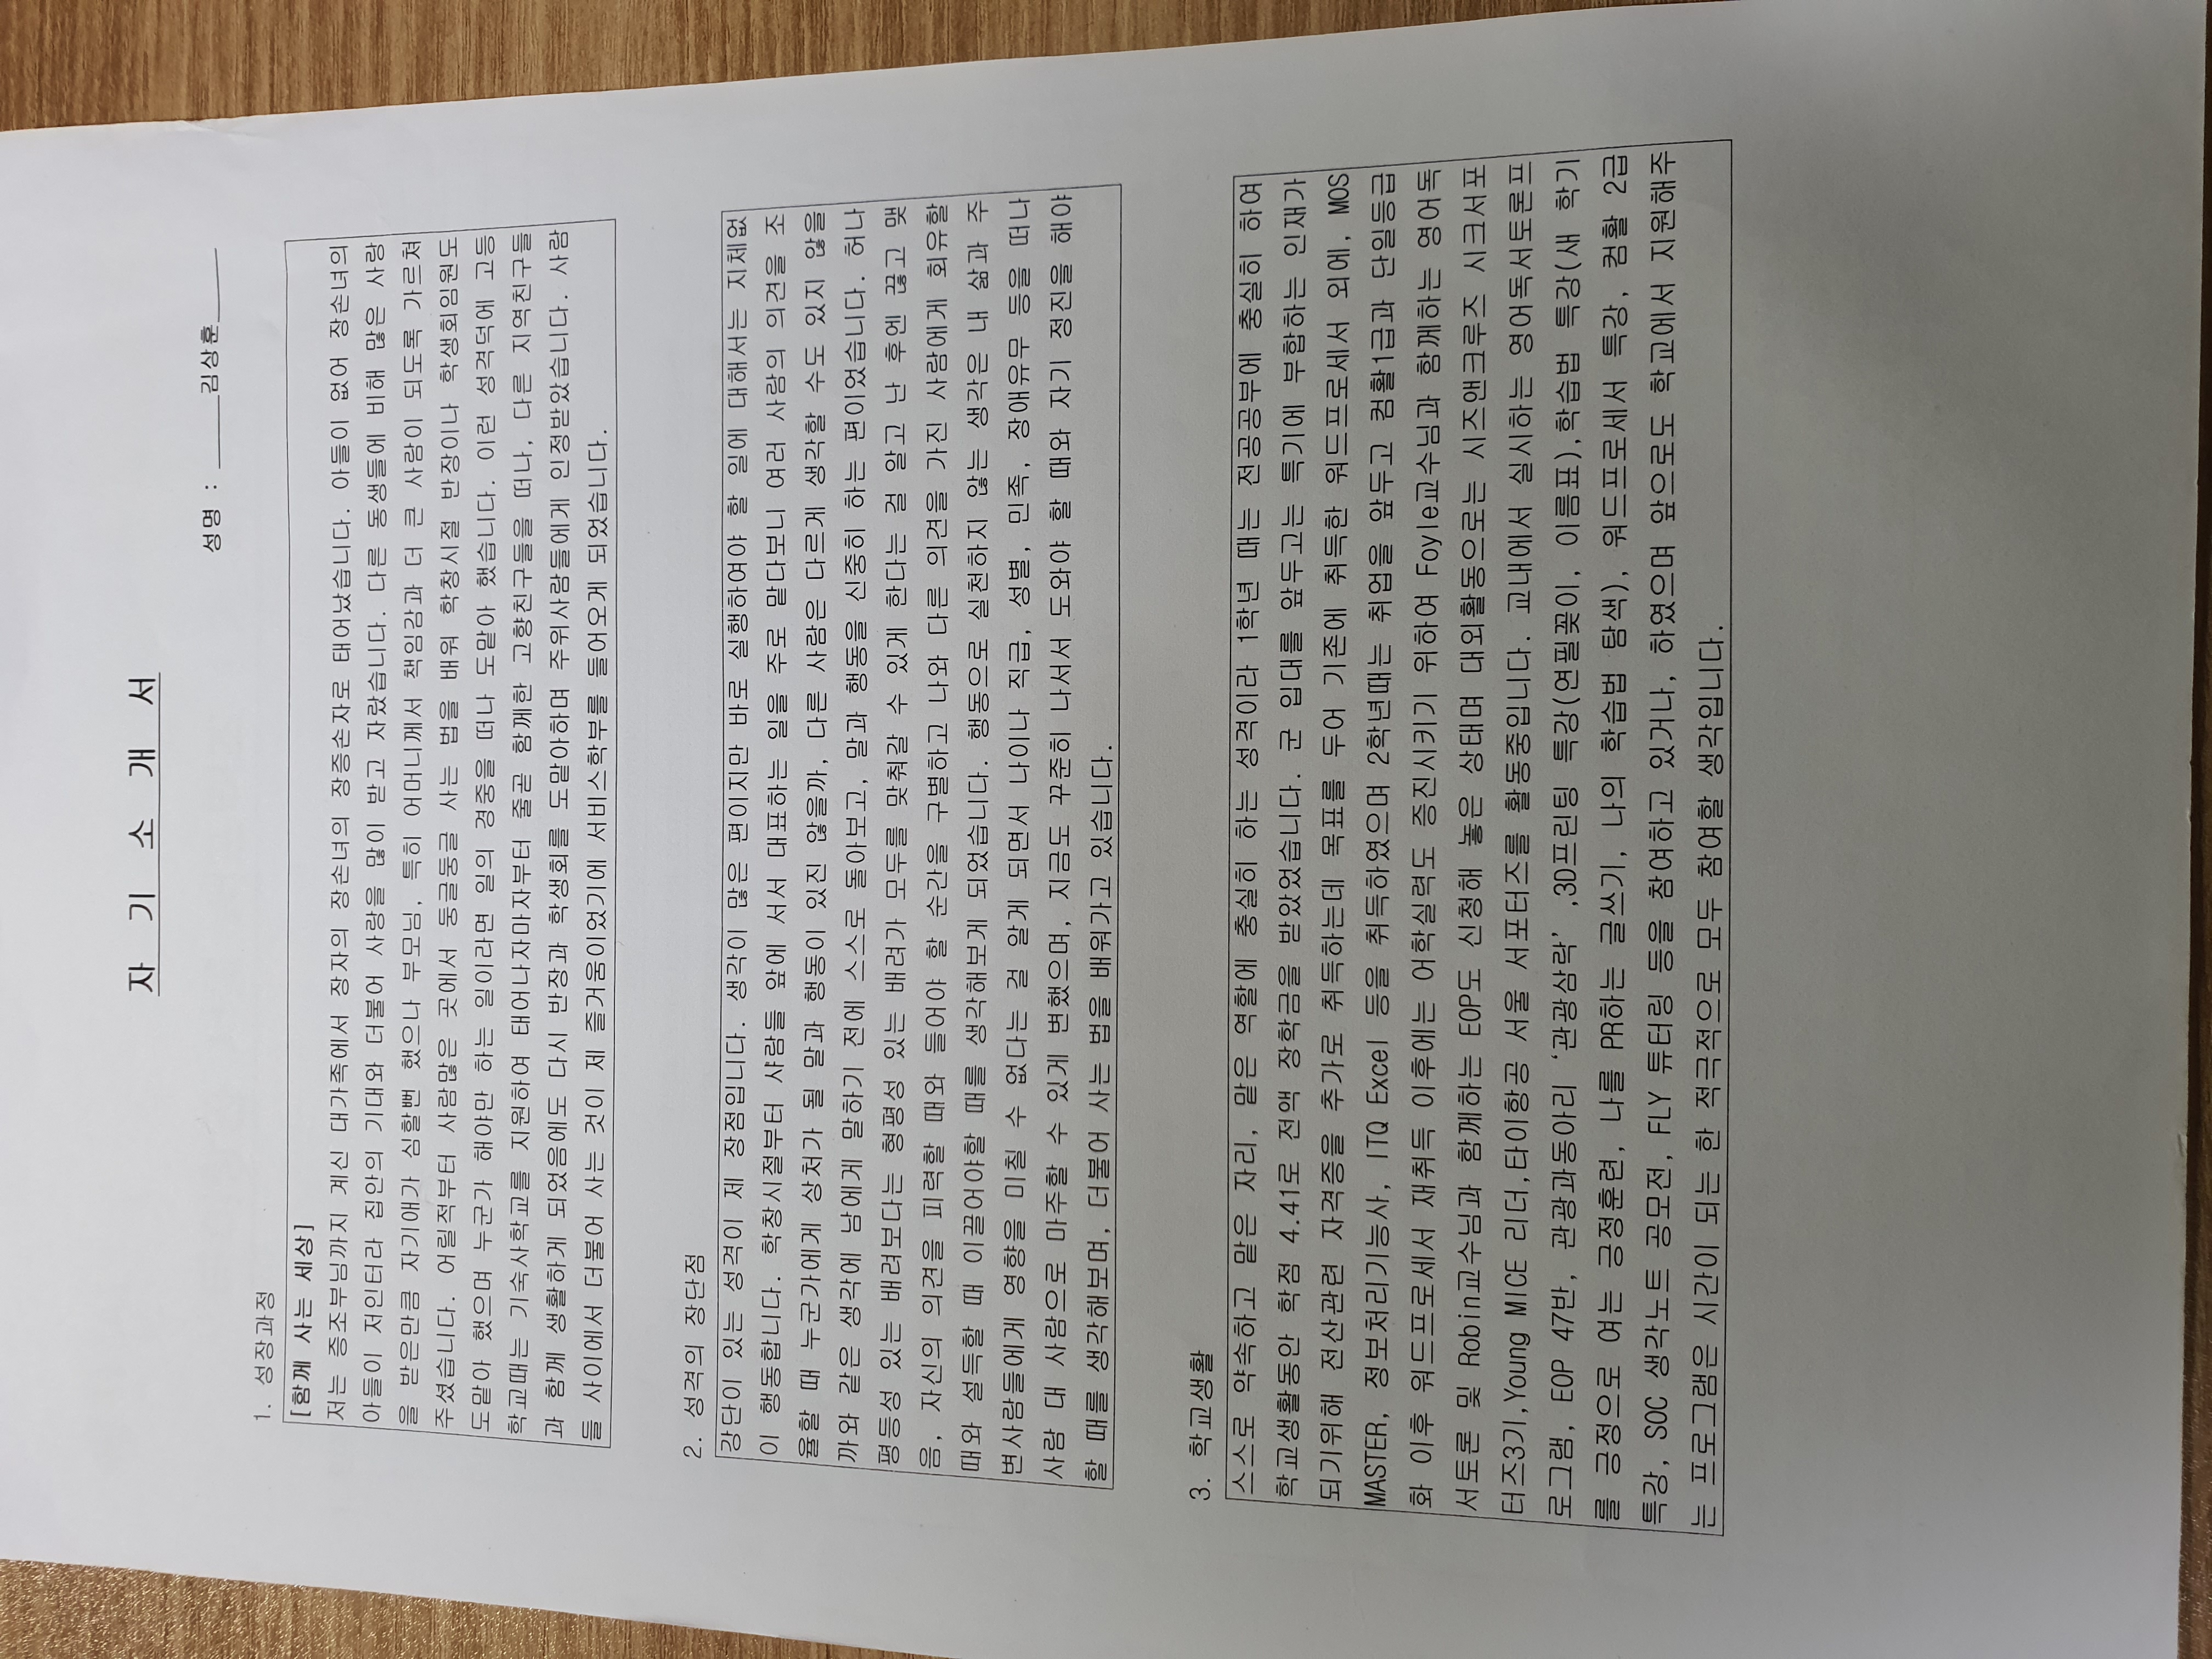 자 기 소 개 서
성명 : ______김상훈______
1. 성장과정
[함께 사는 세상]
저는 증조부님까지 계신 대가족에서 장자의 장손녀의 장증손자로 태어났습니다. 아들이 없어 장손녀의
아들이 저인터라 집안의 기대와 더불어 사랑을 많이 받고 자랐습니다. 다른 동생들에 비해 많은 사랑
을 받은만큼 자기애가 심할뻔 했으나 부모님, 특히 어머니께서 책임감과 더 큰 사람이 되도록 가르쳐
주셨습니다. 어릴적부터 사람많은 곳에서 둥글둥글 사는 법을 배워 학창시절 반장이나 학생회임원도
도맡아 했으며 누군가 해야만 하는 일이라면 일의 경중을 떠나 도맡아 했습니다. 이런 성격덕에 고등
학교때는 기숙사학교를 지원하여 태어나자마자부터 줄곧 함께한 고향친구들을 떠나, 다른 지역친구들
과 함께 생활하게 되었음에도 다시 반장과 학생회를 도맡아하며 주위사람들에게 인정받았습니다. 사람
들 사이에서 더불어 사는 것이 제 즐거움이었기에 서비스학부를 들어오게 되었습니다.
2. 성격의 장단점
강단이 있는 성격이 제 장점입니다. 생각이 많은 편이지만 바로 실행하여야 할 일에 대해서는 지체없
이 행동합니다. 학창시절부터 사람들 앞에 서서 대표하는 일을 주로 맡다보니 여러 사람의 의견을 조
율할 때 누군가에게 상처가 될 말과 행동이 있진 않을까, 다른 사람은 다르게 생각할 수도 있지 않을
까와 같은 생각에 남에게 말하기 전에 스스로 돌아보고, 말과 행동을 신중히 하는 편이었습니다. 허나
평등성 있는 배려보다는 형평성 있는 배려가 모두를 맞춰갈 수 있게 한다는 걸 알고 난 후엔 끊고 맺
음, 자신의 의견을 피력할 때와 들어야 할 순간을 구별하고 나와 다른 의견을 가진 사람에게 회유할
때와 설득할 때 이끌어야할 때를 생각해보게 되었습니다. 행동으로 실천하지 않는 생각은 내 삶과 주
변사람들에게 영향을 미칠 수 없다는 걸 알게 되면서 나이나 직급, 성별, 민족, 장애유무 등을 떠나
사람 대 사람으로 마주할 수 있게 변했으며, 지금도 꾸준히 나서서 도와야 할 때와 자기 정진을 해야
할 때를 생각해보며, 더불어 사는 법을 배워가고 있습니다.
3. 학교생활
스스로 약속하고 맡은 자리, 맡은 역할에 충실히 하는 성격이라 1학년 때는 전공공부에 충실히 하여
학교생활동안 학점 4.41로 전액 장학금을 받았었습니다. 군 입대를 앞두고는 특기에 부합하는 인재가
되기위해 전산관련 자격증을 추가로 취득하는데 목표를 두어 기존에 취득한 워드프로세서 외에, MOS
MASTER, 정보처리기능사, ITQ Excel 등을 취득하였으며 2학년때는 취업을 앞두고 컴활1급과 단일등급
화 이후 워드프로세서 재취득 이후에는 어학실력도 증진시키기 위하여 Foyle교수님과 함께하는 영어독
서토론 및 Robin교수님과 함께하는 EOP도 신청해 놓은 상태며 대외활동으로는 시즈앤크루즈 시크서포
터즈3기,Young MICE 리더,타이항공 서울 서포터즈를 활동중입니다. 교내에서 실시하는 영어독서토론프
로그램, EOP 47반, 관광과동아리 ‘관광삼락’ ,3D프린팅 특강(연필꽂이, 이름표),학습법 특강(새 학기
를 긍정으로 여는 긍정훈련, 나를 PR하는 글쓰기, 나의 학습법 탐색), 워드프로세서 특강, 컴활 2급
특강, SOC 생각노트 공모전, FLY 튜터링 등을 참여하고 있거나, 하였으며 앞으로도 학교에서 지원해주
는 프로그램은 시간이 되는 한 적극적으로 모두 참여할 생각입니다.